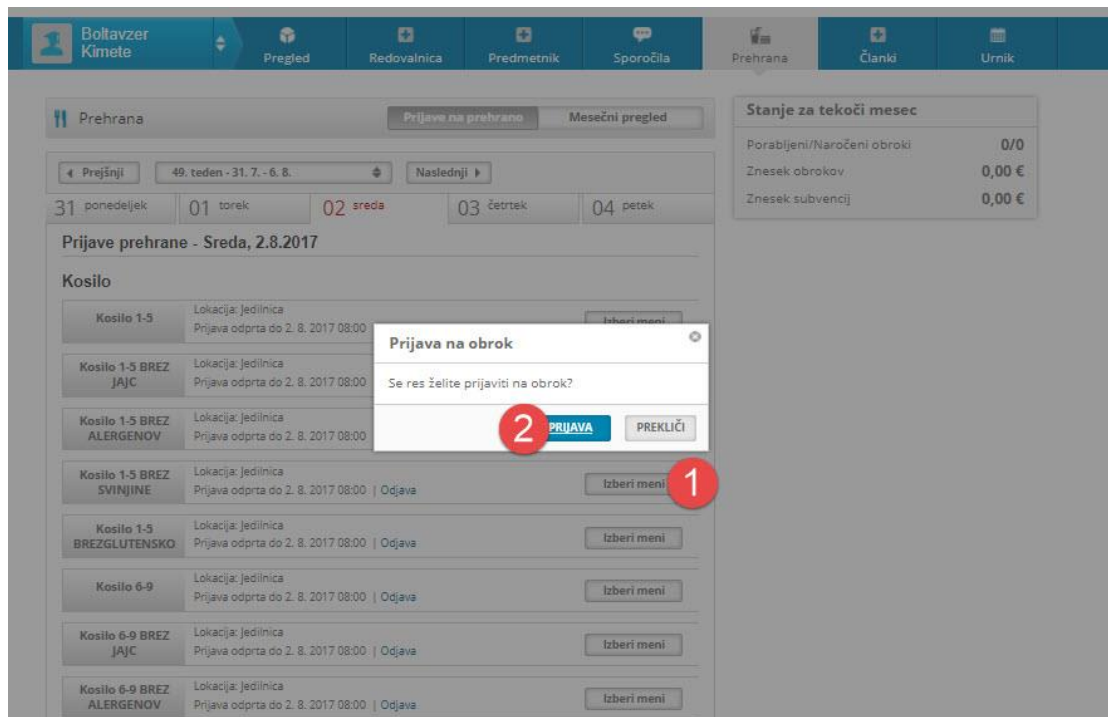 Boltavzer
Kimete
Pregled
Redovalnica
Predmetnik
Sporočila
Prehrana
Članki
Urnik
Prehrana
Prijave na prehrano
Mesečni pregled
Stanje za tekoči mesec
Porabljeni/Naročeni obroki 0/0
Znesek obrokov 0,00 €
Znesek subvencij 0,00 €
Prejšnji
49. teden - 31. 7. - 6. 8.
Naslednji
31 ponedeljek
01 torek
02 sreda
03 četrtek
04 petek
Prijave prehrane - Sreda, 2.8.2017
Kosilo
Kosilo 1-5
Lokacija: Jedilnica
Prijava odprta do 2. 8. 2017 08:00
Izberi meni
Kosilo 1-5 BREZ
JAJC
Lokacija: Jedilnica
Prijava odprta do 2. 8. 2017 08:00
Kosilo 1-5 BREZ
ALERGENOV
Lokacija: Jedilnica
Prijava odprta do 2. 8. 2017 08:00
Prijava na obrok
Se res želite prijaviti na obrok?
2
PRIJAVA
PREKLIČI
Kosilo 1-5 BREZ
SVINJINE
Lokacija: Jedilnica
Prijava odprta do 2. 8. 2017 08:00 | Odjava
Izberi meni
1
Kosilo 1-5
BREZGLUTENSKO
Lokacija: Jedilnica
Prijava odprta do 2. 8. 2017 08:00 | Odjava
Izberi meni
Kosilo 6-9
Lokacija: Jedilnica
Prijava odprta do 2. 8. 2017 08:00 | Odjava
Izberi meni
Kosilo 6-9 BREZ
JAJC
Lokacija: Jedilnica
Prijava odprta do 2. 8. 2017 08:00 | Odjava
Izberi meni
Kosilo 6-9 BREZ
ALERGENOV
Lokacija: Jedilnica
Prijava odprta do 2. 8. 2017 08:00 | Odjava
Izberi meni